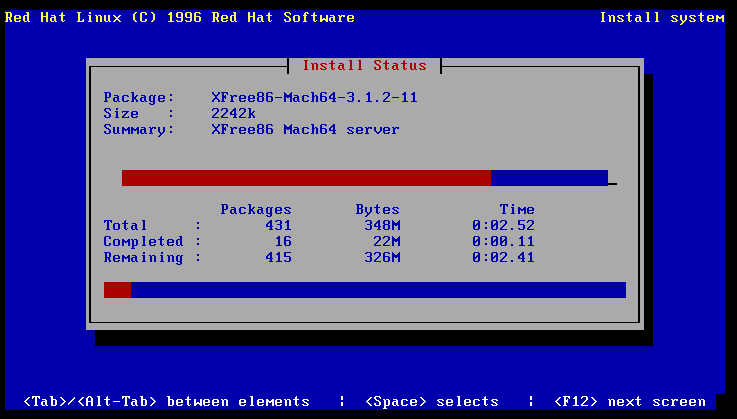 Red Hat Linux (C) 1996 Red Hat Software Install system
Install Status
Package: XFree86-Mach64-3.1.2-11
Size : 2242k
Summary: XFree86 Mach64 server
Packages Bytes Time
Total : 431 348M 0:02.52
Completed : 16 22M 0:00.11
Remaining : 415 326M 0:02.41
<Tab>/<Alt-Tab> between elements ¦ <Space> selects ¦ <F12> next screen